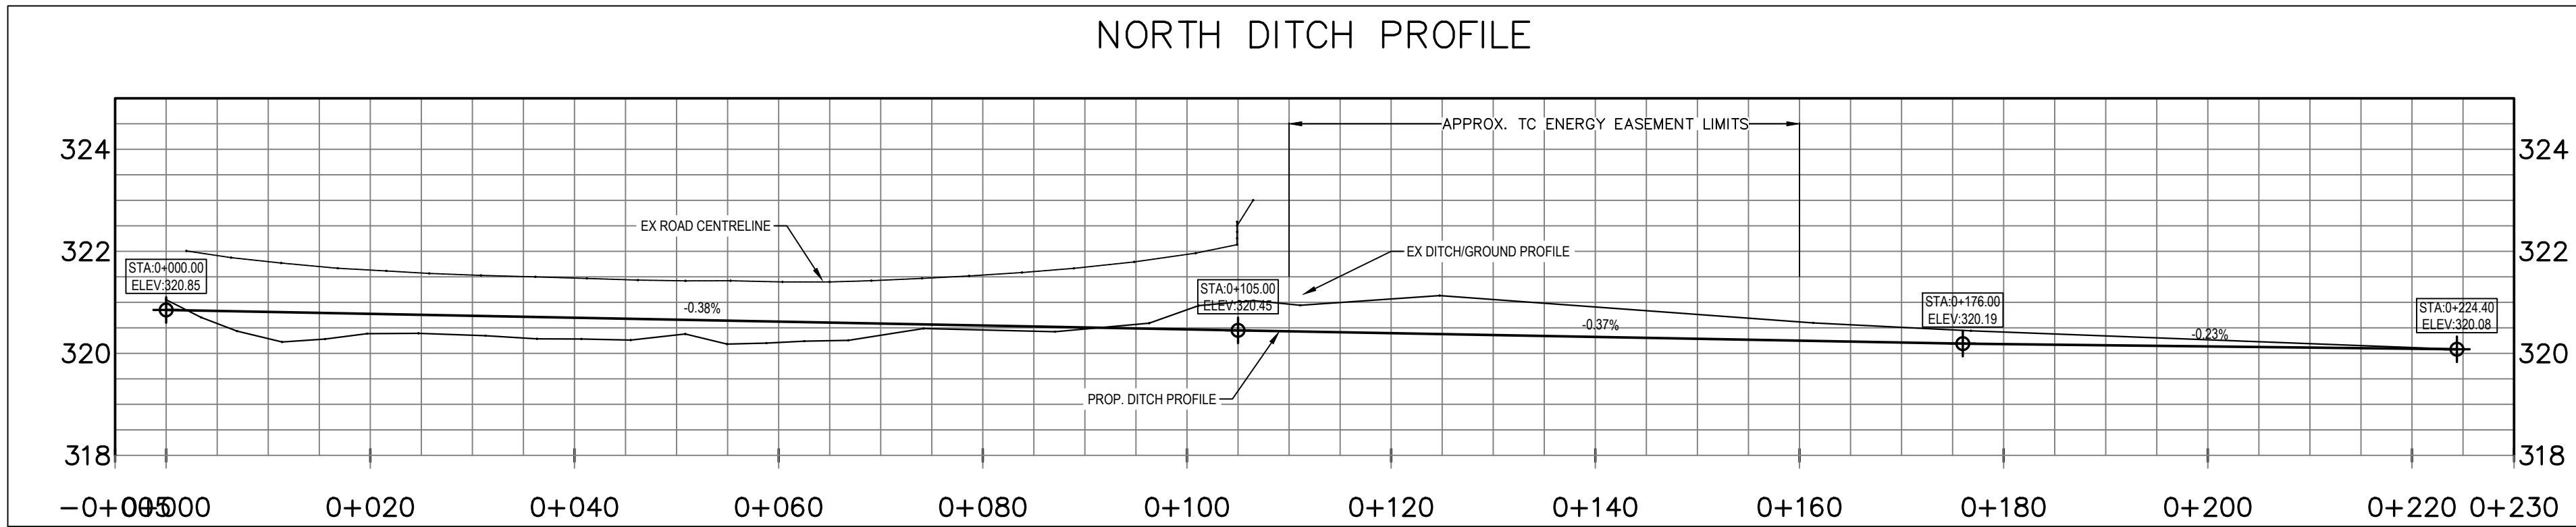 NORTH DITCH PROFILE
APPROX. TC ENERGY EASEMENT LIMITS
324
324
EX ROAD CENTRELINE
322
EX DITCH/GROUND PROFILE
322
STA:0+000.00
ELEV:320.85
STA:0+105.00
ELEV:320.45
STA:0+176.00
ELEV:320.19
STA:0+224.40
ELEV:320.08
-0.38%
-0.37%
-0.23%
320
320
PROP. DITCH PROFILE
318
318
-0+005 0+000 0+020 0+040 0+060 0+080 0+100 0+120 0+140 0+160 0+180 0+200 0+220 0+230